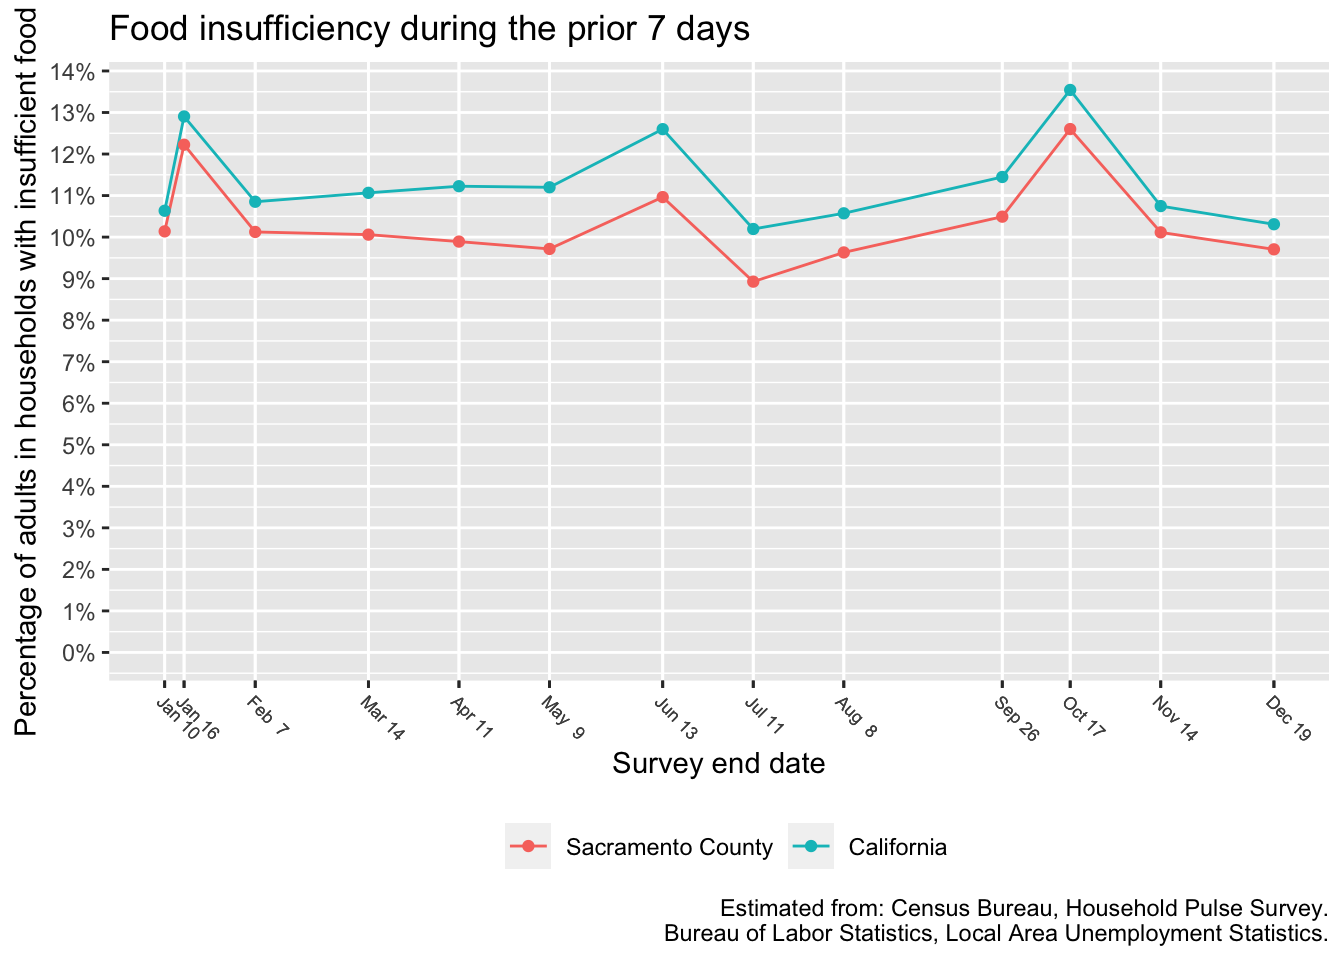 Food insufficiency during the prior 7 days
Percentage of adults in households with insufficient food
14%
13%
12%
11%
10%
9%
8%
7%
6%
5%
4%
3%
2%
1%
0%
Jan 10
Jan 16
Feb 7
Mar 14
Apr 11
May 9
Jun 13
Jul 11
Aug 8
Sep 26
Oct 17
Nov 14
Dec 19
Survey end date
Sacramento County
California
Estimated from: Census Bureau, Household Pulse Survey.
Bureau of Labor Statistics, Local Area Unemployment Statistics.